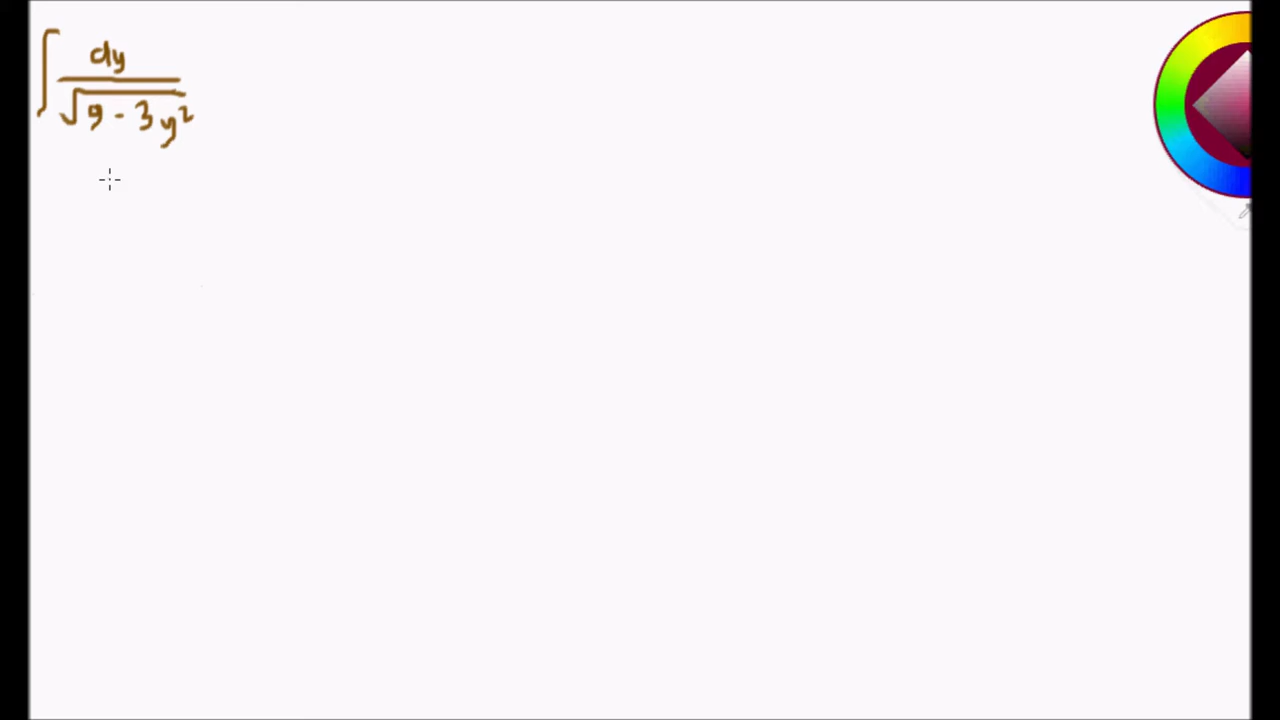 ∫ dy / √(9 - 3y²)